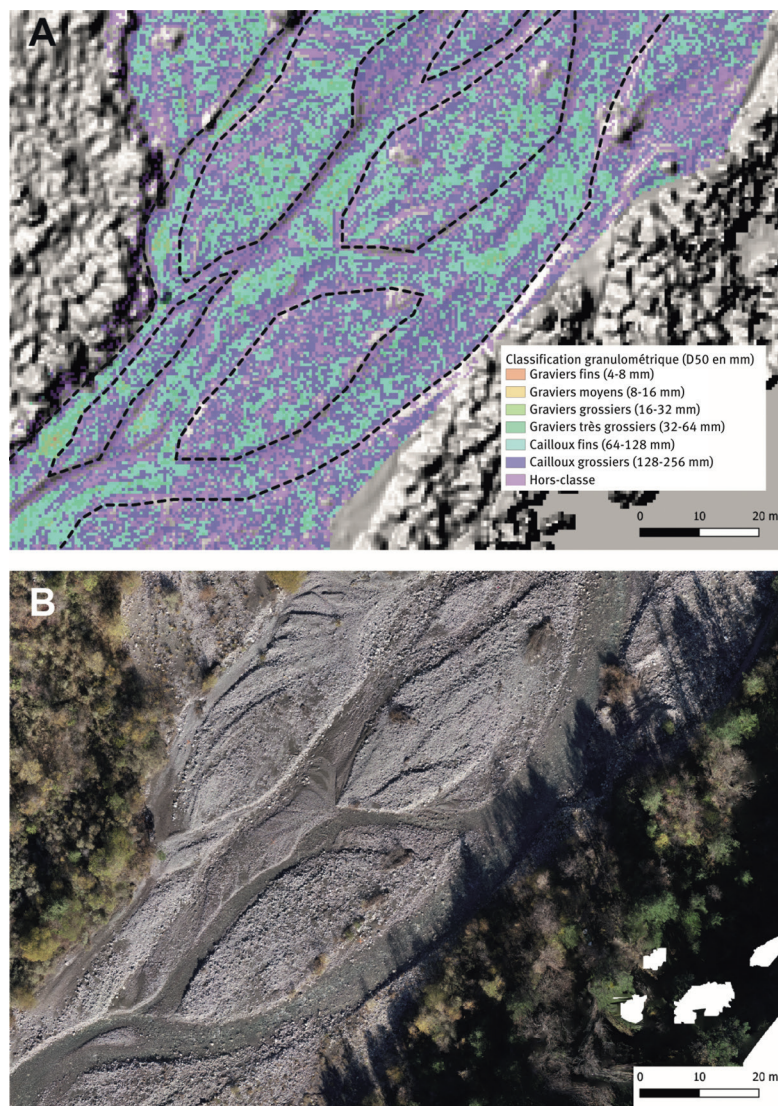 A
Classification granulométrique (D50 en mm)
Graviers fins (4-8 mm)
Graviers moyens (8-16 mm)
Graviers grossiers (16-32 mm)
Graviers très grossiers (32-64 mm)
Cailloux fins (64-128 mm)
Cailloux grossiers (128-256 mm)
Hors-classe
0 10 20 m
B
0 10 20 m